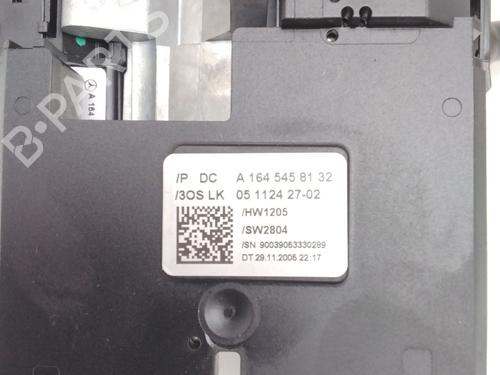 B-PARTS
A 164
/P DC A 164 545 81 32
/3OS LK 05 1124 27-02
/HW1205
/SW2804
/SN 90039053330289
DT 29.11.2005 22:17